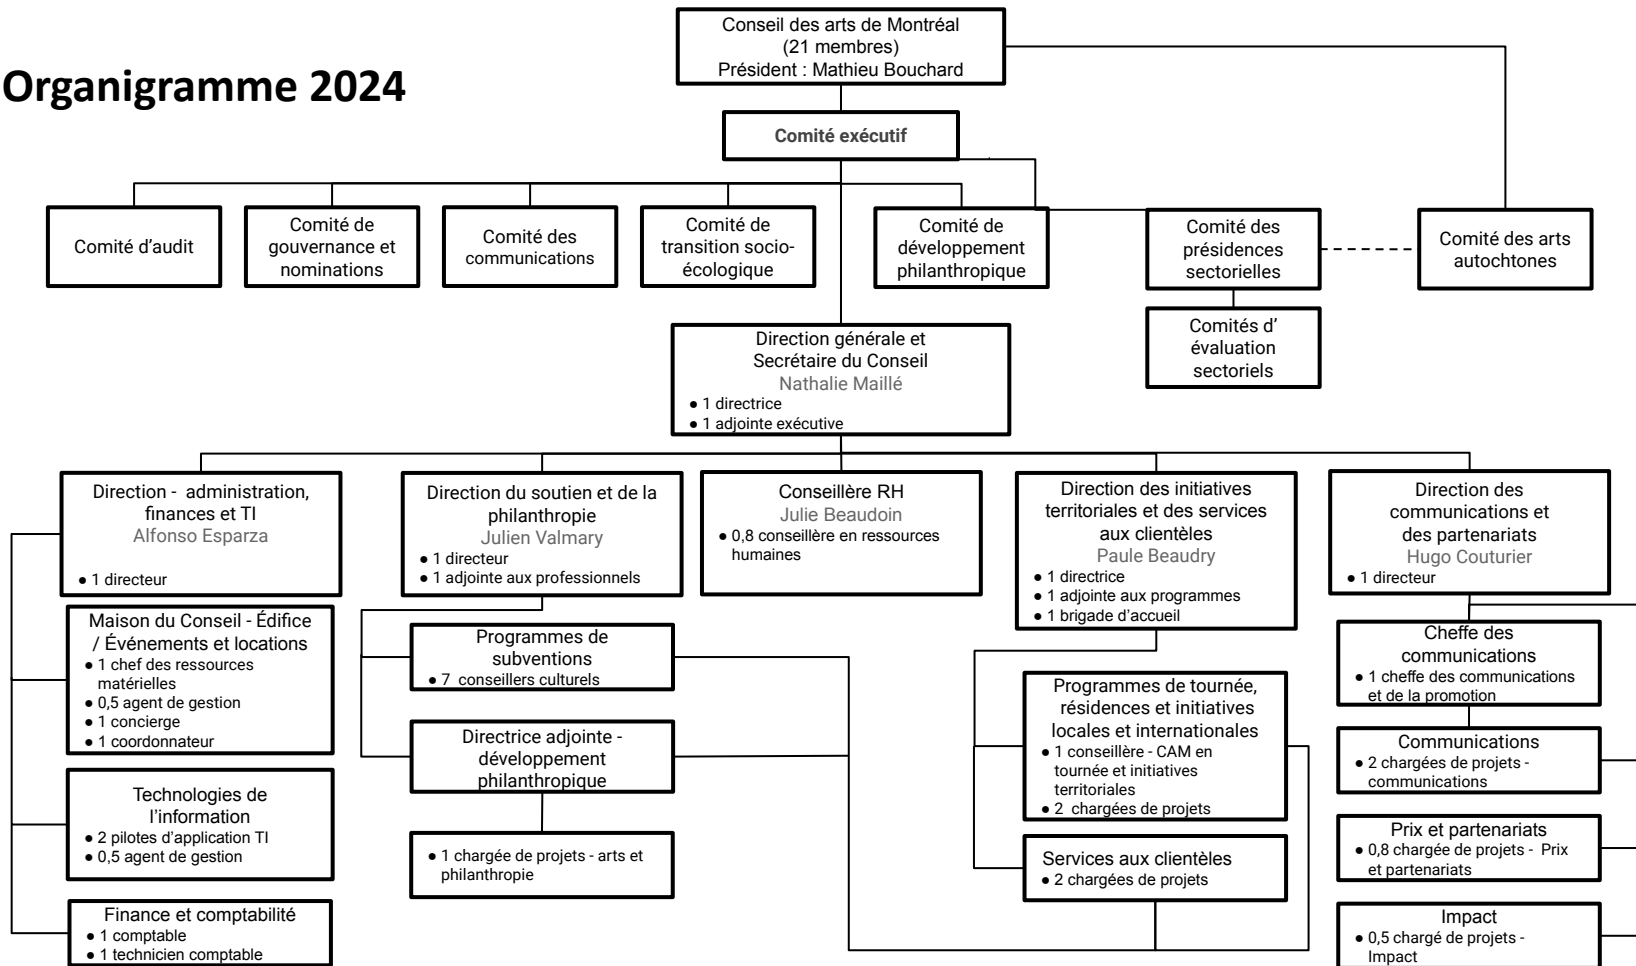 Organigramme 2024
Conseil des arts de Montréal
(21 membres)
Président : Mathieu Bouchard
Comité exécutif
Comité d'audit
Comité de
gouvernance et
nominations
Comité des
communications
Comité de
transition socio-
écologique
Comité de
développement
philanthropique
Comité des
présidences
sectorielles
Comité des arts
autochtones
Comités d'
évaluation
sectoriels
Direction générale et
Secrétaire du Conseil
Nathalie Maillé
● 1 directrice
● 1 adjointe exécutive
Direction - administration,
finances et TI
Alfonso Esparza
● 1 directeur
Maison du Conseil - Édifice
/ Événements et locations
● 1 chef des ressources
matérielles
● 0,5 agent de gestion
● 1 concierge
● 1 coordonnateur
Technologies de
l'information
● 2 pilotes d'application TI
● 0,5 agent de gestion
Finance et comptabilité
● 1 comptable
● 1 technicien comptable
Direction du soutien et de la
philanthropie
Julien Valmary
● 1 directeur
● 1 adjointe aux professionnels
Programmes de
subventions
● 7 conseillers culturels
Directrice adjointe -
développement
philanthropique
● 1 chargée de projets - arts et
philanthropie
Conseillère RH
Julie Beaudoin
● 0,8 conseillère en ressources
humaines
Direction des initiatives
territoriales et des services
aux clientèles
Paule Beaudry
● 1 directrice
● 1 adjointe aux programmes
● 1 brigade d'accueil
Programmes de tournée,
résidences et initiatives
locales et internationales
● 1 conseillère - CAM en
tournée et initiatives
territoriales
● 2 chargées de projets
Services aux clientèles
● 2 chargées de projets
Direction des
communications et
des partenariats
Hugo Couturier
● 1 directeur
Cheffe des
communications
● 1 cheffe des communications
et de la promotion
Communications
● 2 chargées de projets -
communications
Prix et partenariats
● 0,8 chargée de projets - Prix
et partenariats
Impact
● 0,5 chargé de projets -
Impact